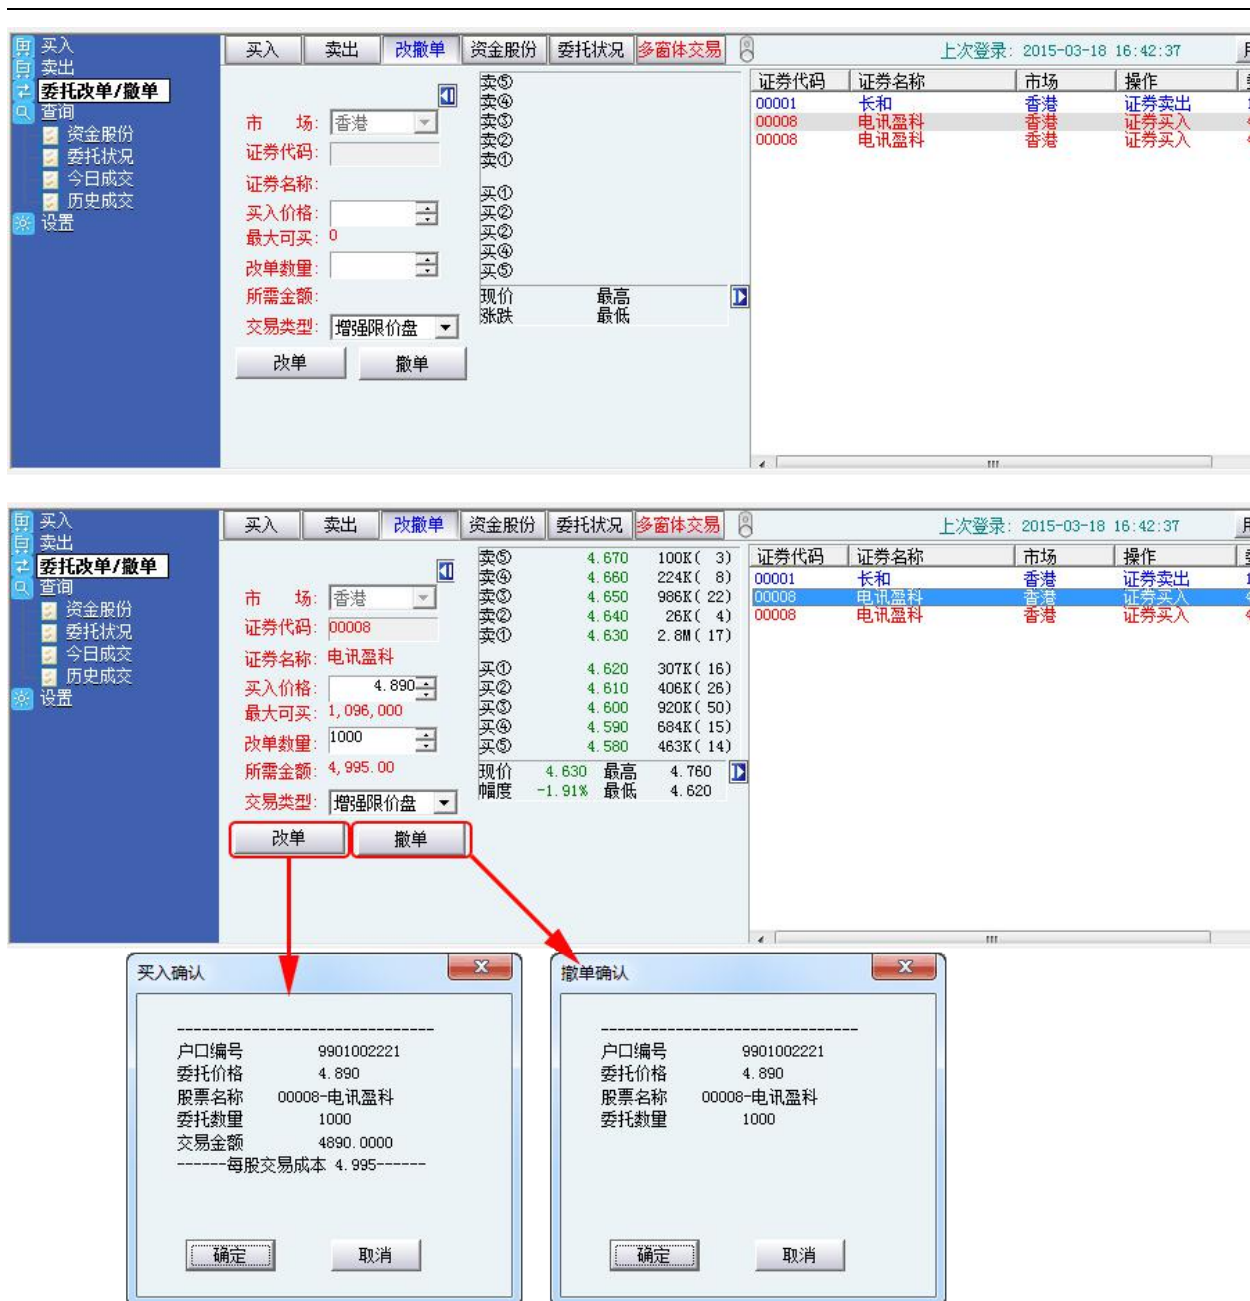 买入
卖出
委托改单/撤单
查询
资金股份
委托状况
今日成交
历史成交
设置
买入 卖出 改撤单 资金股份 委托状况 多窗体交易 上次登录: 2015-03-18 16:42:37
市 场: 香港
证券代码:
证券名称:
买入价格:
最大可买: 0
改单数量:
所需金额:
交易类型: 增强限价盘
改单 撤单
卖⑤
卖④
卖③
卖②
卖①
买①
买②
买②
买④
买⑤
现价 最高
涨跌 最低
证券代码 证券名称 市场 操作
00001 长和 香港 证券卖出
00008 电讯盈科 香港 证券买入
00008 电讯盈科 香港 证券买入
买入
卖出
委托改单/撤单
查询
资金股份
委托状况
今日成交
历史成交
设置
买入 卖出 改撤单 资金股份 委托状况 多窗体交易 上次登录: 2015-03-18 16:42:37
市 场: 香港
证券代码: 00008
证券名称: 电讯盈科
买入价格: 4.890
最大可买: 1,096,000
改单数量: 1000
所需金额: 4,995.00
交易类型: 增强限价盘
改单 撤单
卖⑤ 4.670 100K( 3)
卖④ 4.660 224K( 8)
卖③ 4.650 986K( 22)
卖② 4.640 26K( 4)
卖① 4.630 2.8M( 17)
买① 4.620 307K( 16)
买② 4.610 406K( 26)
买③ 4.600 920K( 50)
买④ 4.590 684K( 15)
买⑤ 4.580 463K( 14)
现价 4.630 最高 4.760
幅度 -1.91% 最低 4.620
证券代码 证券名称 市场 操作
00001 长和 香港 证券卖出
00008 电讯盈科 香港 证券买入
00008 电讯盈科 香港 证券买入
买入确认
-------------------------------
户口编号 9901002221
委托价格 4.890
股票名称 00008-电讯盈科
委托数量 1000
交易金额 4890.0000
------每股交易成本 4.995------
确定 取消
撤单确认
-------------------------------
户口编号 9901002221
委托价格 4.890
股票名称 00008-电讯盈科
委托数量 1000
确定 取消